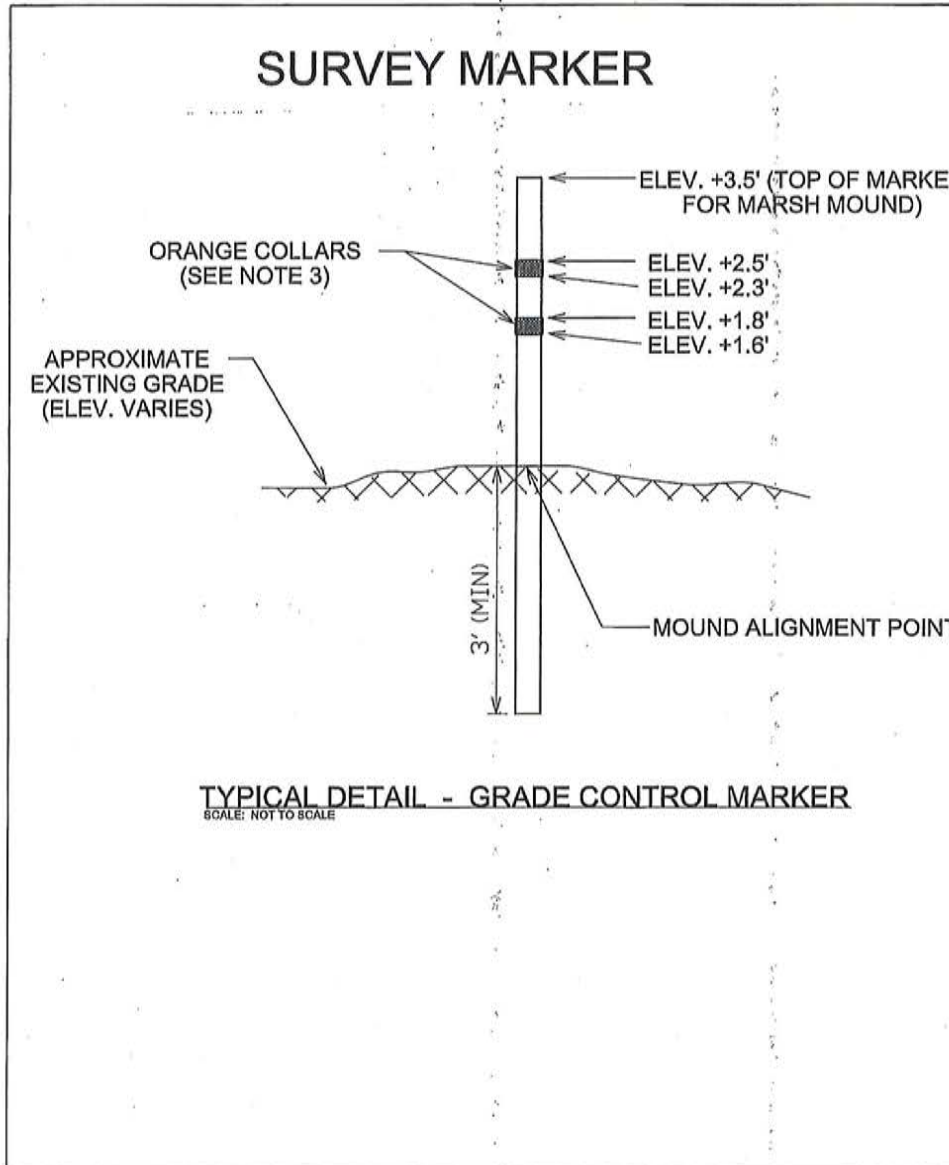 SURVEY MARKER
ELEV. +3.5' (TOP OF MARKE
FOR MARSH MOUND)
ORANGE COLLARS
(SEE NOTE 3)
ELEV. +2.5'
ELEV. +2.3'
ELEV. +1.8'
ELEV. +1.6'
APPROXIMATE
EXISTING GRADE
(ELEV. VARIES)
3' (MIN)
MOUND ALIGNMENT POINT
TYPICAL DETAIL - GRADE CONTROL MARKER
SCALE: NOT TO SCALE